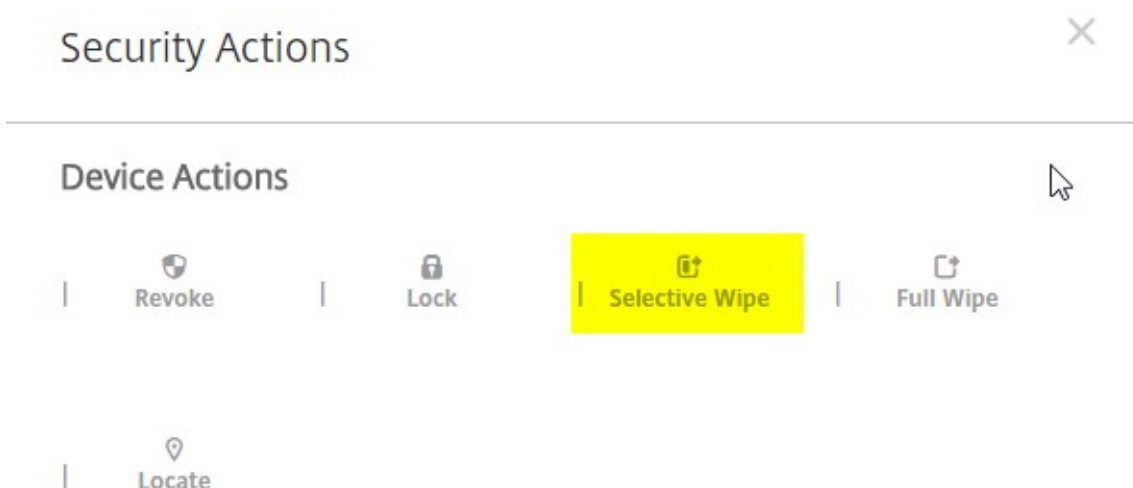 Security Actions
Device Actions
Revoke
Lock
Selective Wipe
Full Wipe
Locate